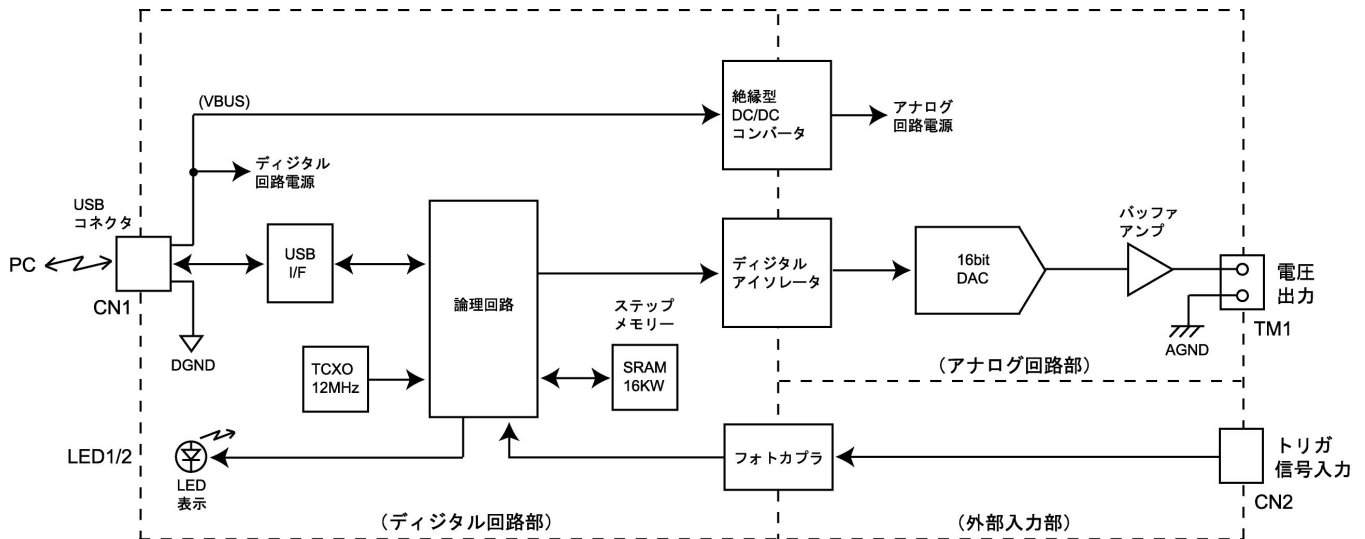 (VBUS)
絶縁型
DC/DC
コンバータ
アナログ
回路電源
ディジタル
回路電源
USB
コネクタ
PC
CN1
DGND
USB
I/F
論理回路
ディジタル
アイソレータ
16bit
DAC
バッファ
アンプ
電圧
出力
TM1
AGND
ステップ
メモリー
SRAM
16KW
TCXO
12MHz
(アナログ回路部)
LED1/2
LED
表示
フォトカプラ
トリガ
信号入力
CN2
(ディジタル回路部)
(外部入力部)